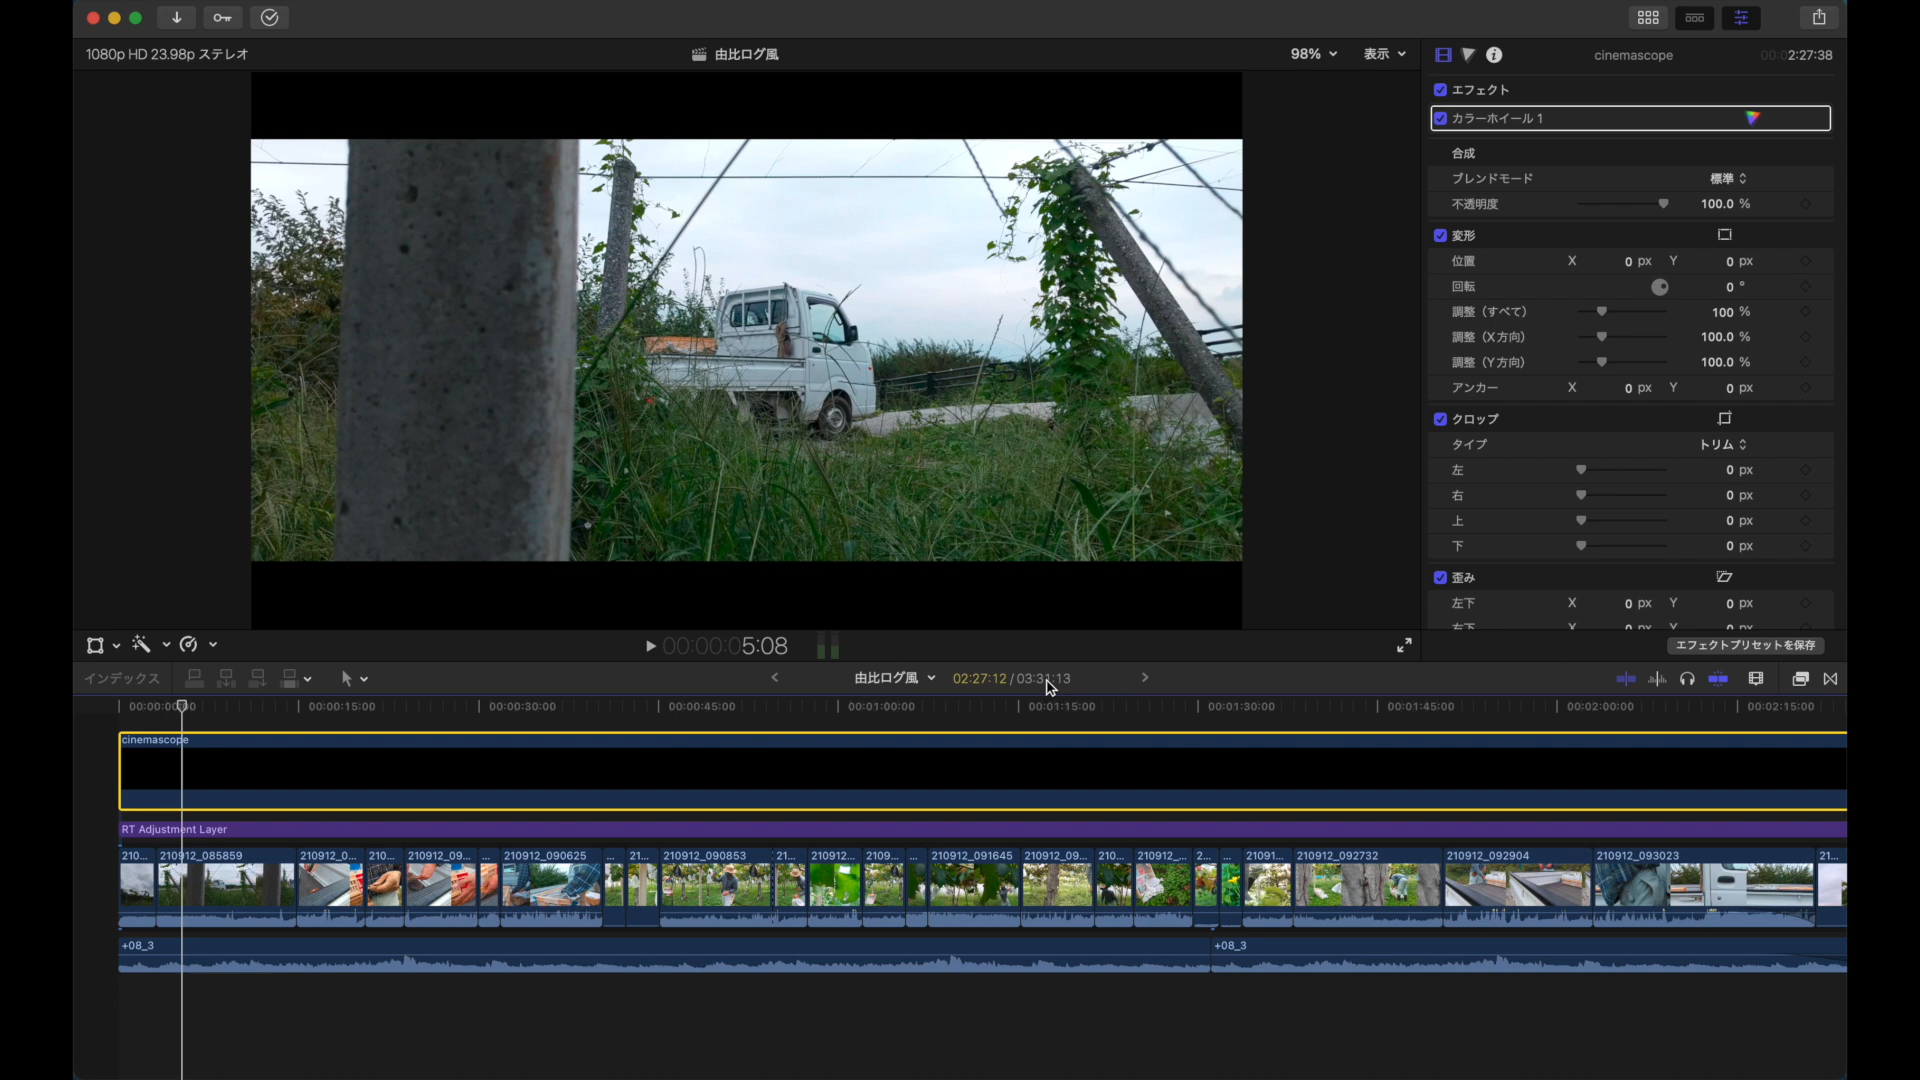 1080p HD 23.98p ステレオ
由比ログ風
98%
表示
cinemascope
00:02:27:38
エフェクト
カラーホイール 1
合成
ブレンドモード 標準
不透明度 100.0 %
変形
位置 X 0 px Y 0 px
回転 0 °
調整（すべて） 100 %
調整（X方向） 100.0 %
調整（Y方向） 100.0 %
アンカー X 0 px Y 0 px
クロップ
タイプ トリム
左 0 px
右 0 px
上 0 px
下 0 px
歪み
左下 X 0 px Y 0 px
右下 X 0 px Y 0 px
エフェクトプリセットを保存
00:00:05:08
インデックス
由比ログ風
02:27:12 / 03:31:13
00:00:00:00 00:00:15:00 00:00:30:00 00:00:45:00 00:01:00:00 00:01:15:00 00:01:30:00 00:01:45:00 00:02:00:00 00:02:15:00
cinemascope
RT Adjustment Layer
210... 210912_085859 210912_0... 210... 210912_09... ... 210912_090625 ... 21... 210912_090853 21... 210912... 2109... ... 210912_091645 210912_09... 210... 210912_... 2... ... 21091... 210912_092732 210912_092904 210912_093023 21...
+08_3 +08_3